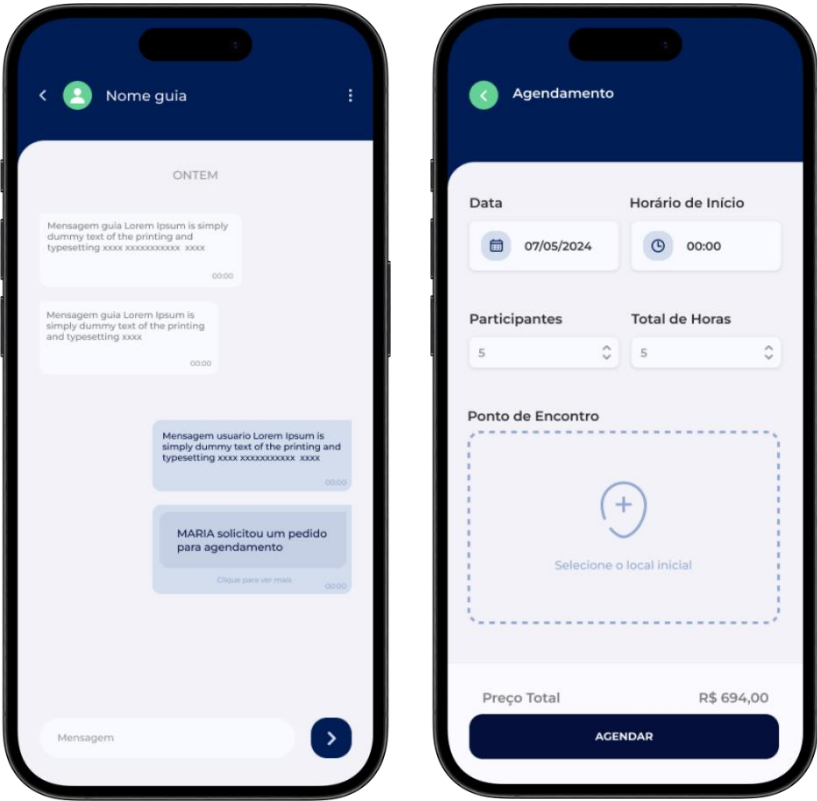 Nome guia
ONTEM
Mensagem guia Lorem Ipsum is simply
dummy text of the printing and
typesetting xxxx xxxxxxxxxxx xxxx
00:00
Mensagem guia Lorem Ipsum is
simply dummy text of the printing
and typesetting xxxx
00:00
Mensagem usuario Lorem Ipsum is
simply dummy text of the printing and
typesetting xxxx xxxxxxxxxxx xxxx
00:00
MARIA solicitou um pedido
para agendamento
Clique para ver mais
00:00
Mensagem
Agendamento
Data
Horário de Início
07/05/2024
00:00
Participantes
Total de Horas
5
5
Ponto de Encontro
Selecione o local inicial
Preço Total
R$ 694,00
AGENDAR